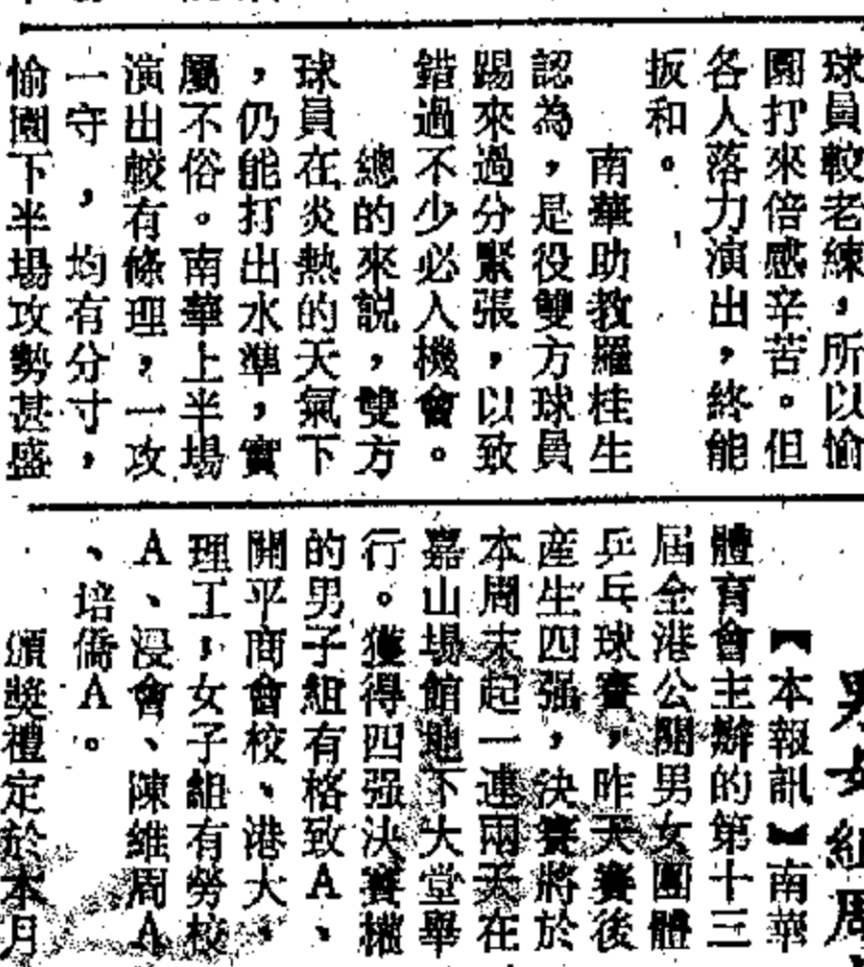 球員較老練，所以愉
園打來倍感辛苦。但
各人落力演出，終能
扳和。
南華助教羅桂生
認為，是役雙方球員
踢來過分緊張，以致
錯過不少必入機會。
總的來説，雙方
球員在炎熱的天氣下
，仍能打出水準，實
屬不俗。南華上半場
演出較有條理，一攻
一守，均有分寸，
愉園下半場攻勢甚盛
男女組周
【本報訊】南華
體育會主辦的第十三
屆全港公開男女團體
乒乓球賽，昨天賽後
產生四强，決賽將於
本周末起一連兩天在
嘉山場館地下大堂舉
行。獲得四强決賽權
的男子組有格致A、
開平商會校、港大、
理工，女子組有勞校
A、浸會、陳維周A
、培僑A。
頒獎禮定於本月